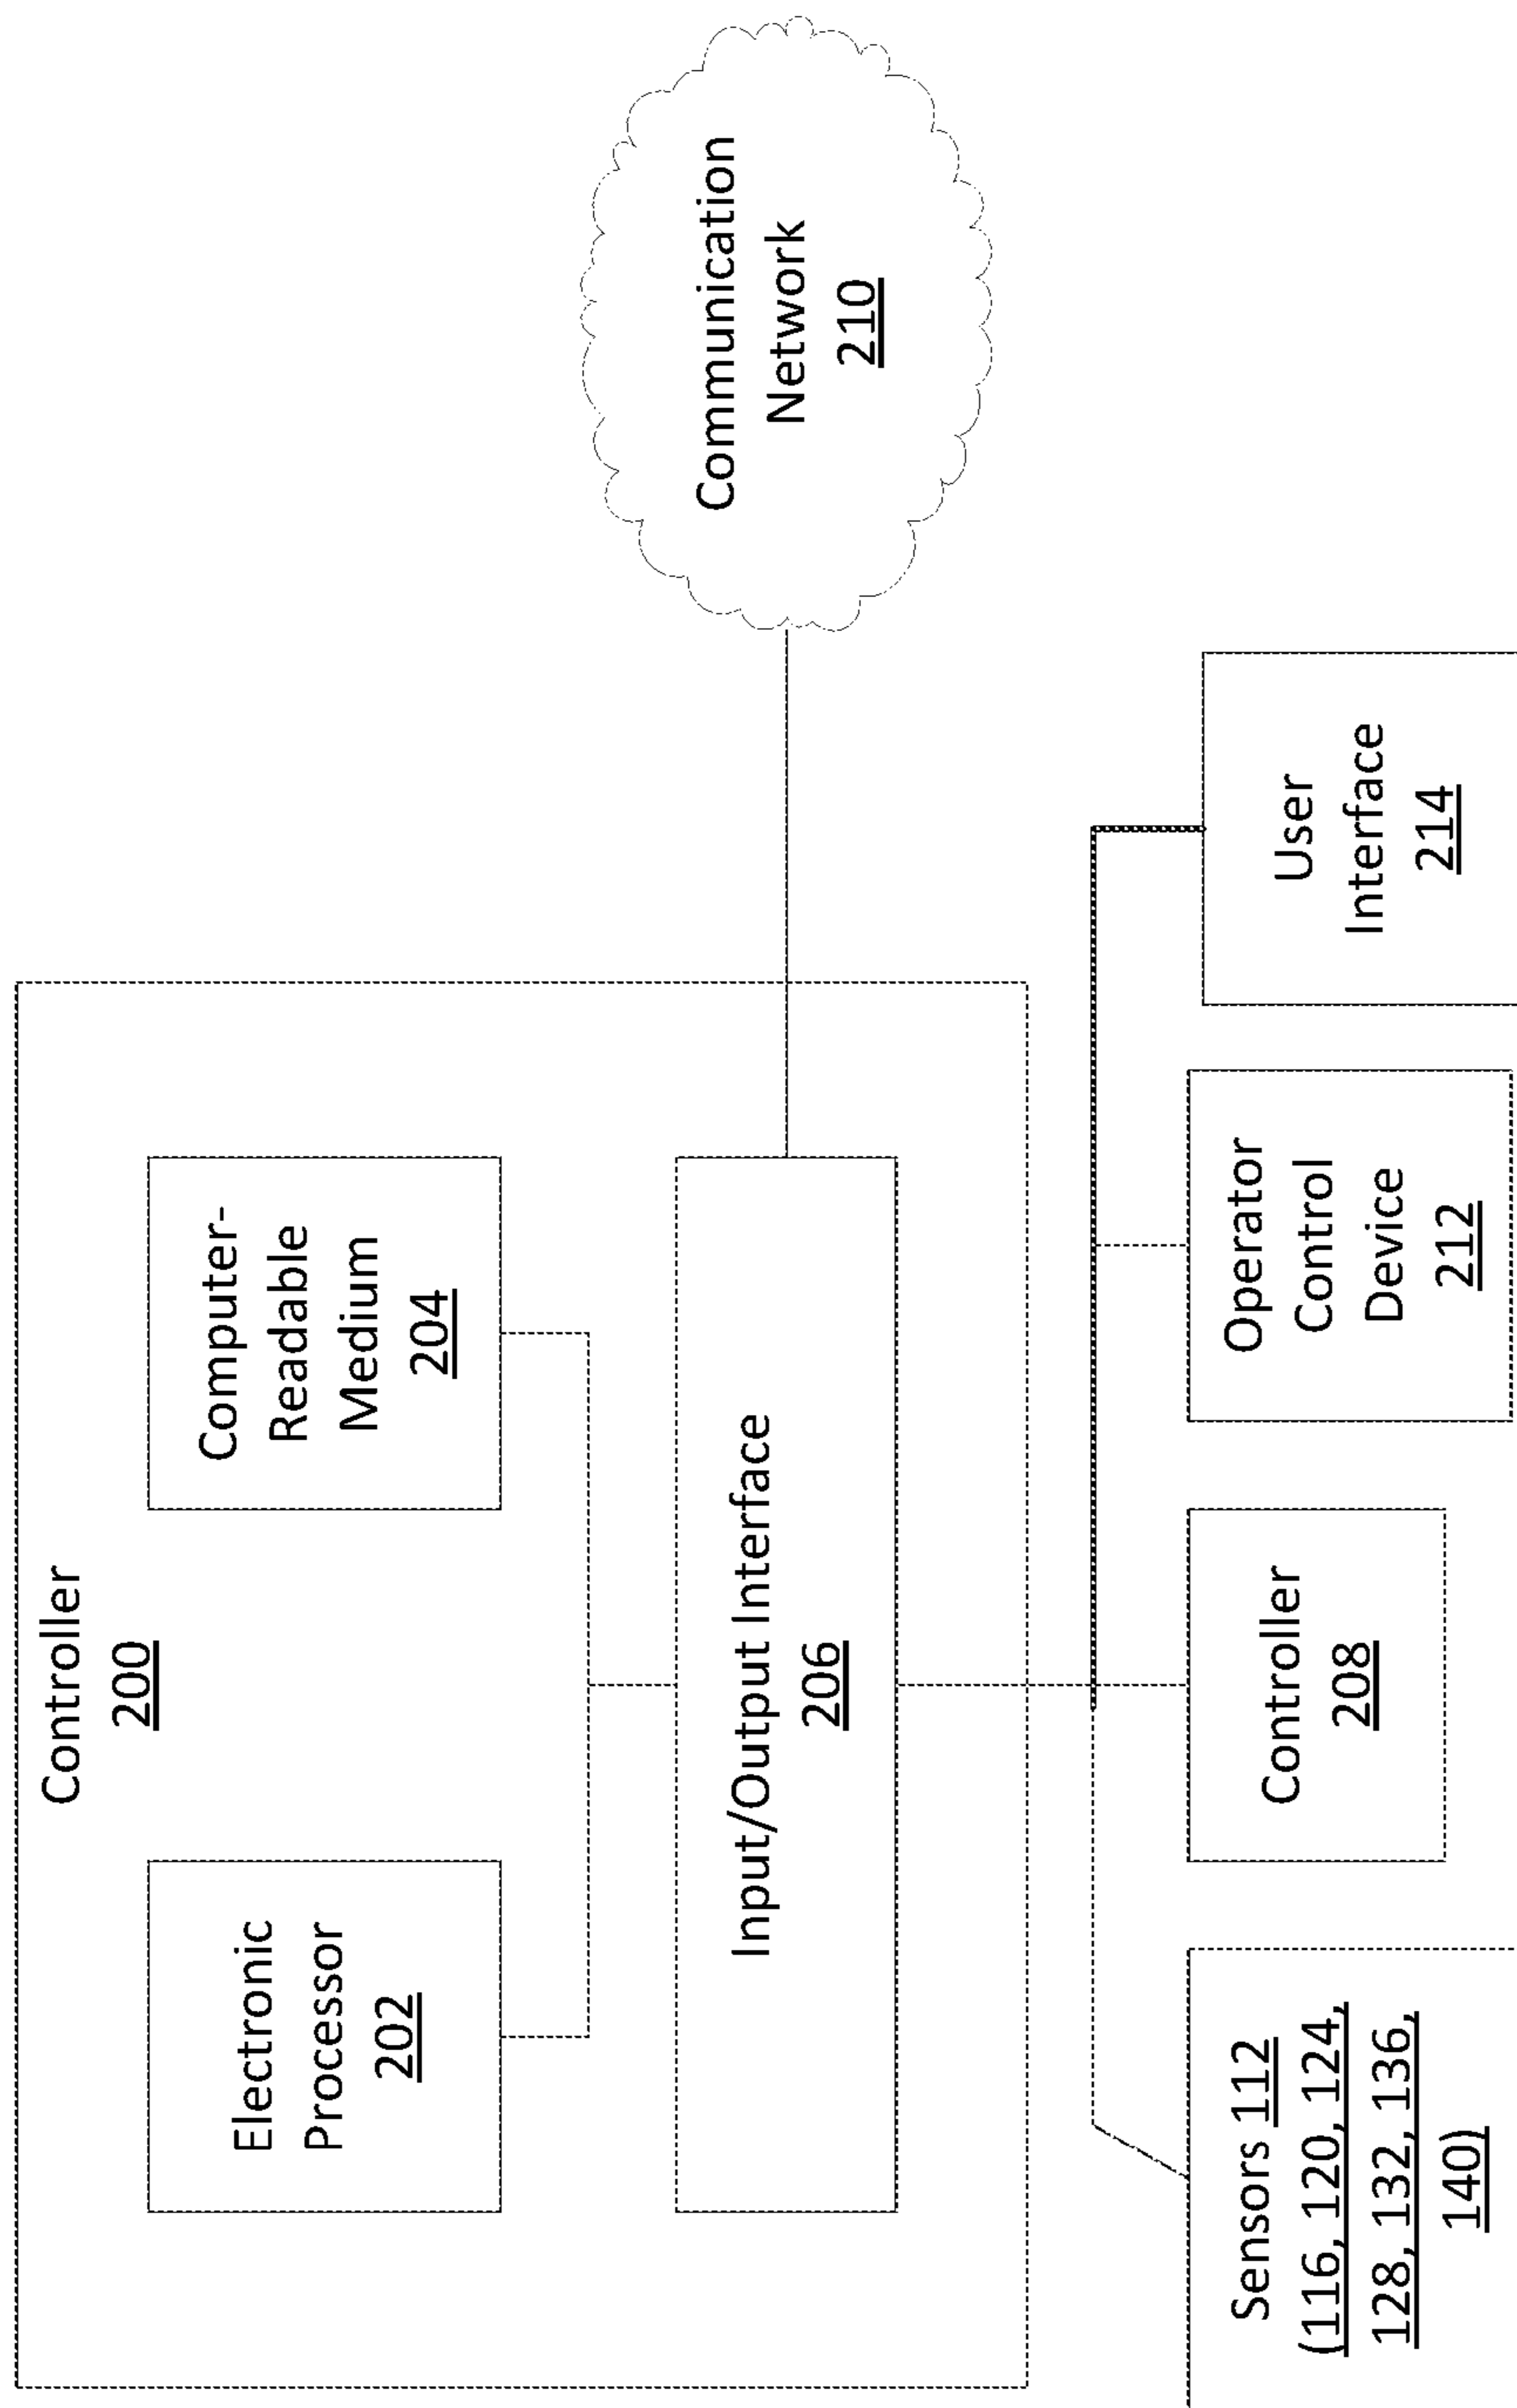 Controller
200
Electronic
Processor
202
Computer-
Readable
Medium
204
Input/Output Interface
206
Communication
Network
210
Sensors 112
(116, 120, 124,
128, 132, 136,
140)
Controller
208
Operator
Control
Device
212
User
Interface
214